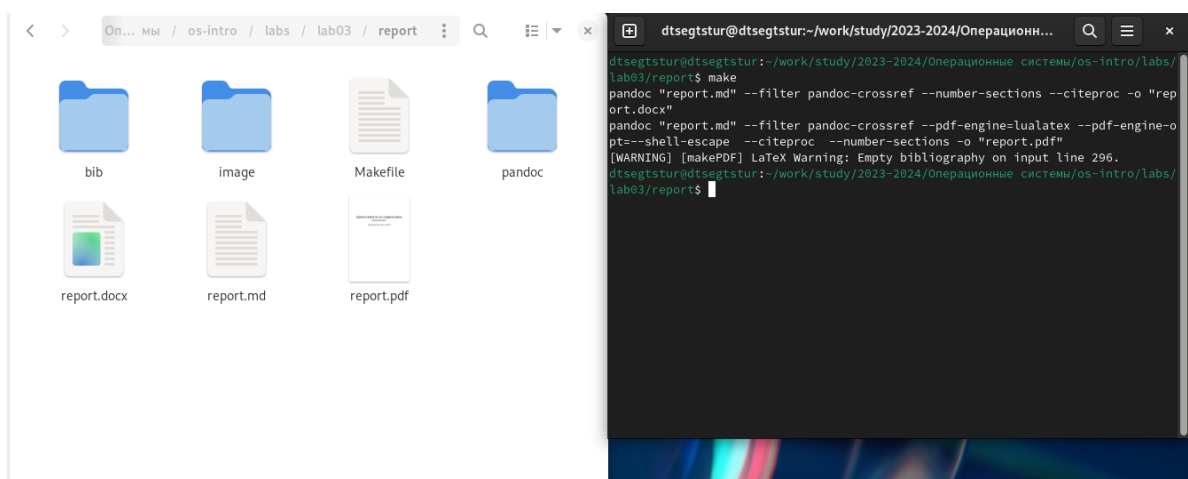 Оп... мы / os-intro / labs / lab03 / report
bib
image
Makefile
pandoc
report.docx
report.md
report.pdf
dtsegtstur@dtsegtstur:~/work/study/2023-2024/Операционн...
dtsegtstur@dtsegtstur:~/work/study/2023-2024/Операционные системы/os-intro/labs/
lab03/report$ make
pandoc "report.md" --filter pandoc-crossref --number-sections --citeproc -o "rep
ort.docx"
pandoc "report.md" --filter pandoc-crossref --pdf-engine=lualatex --pdf-engine-o
pt=--shell-escape  --citeproc  --number-sections -o "report.pdf"
[WARNING] [makePDF] LaTeX Warning: Empty bibliography on input line 296.
dtsegtstur@dtsegtstur:~/work/study/2023-2024/Операционные системы/os-intro/labs/
lab03/report$